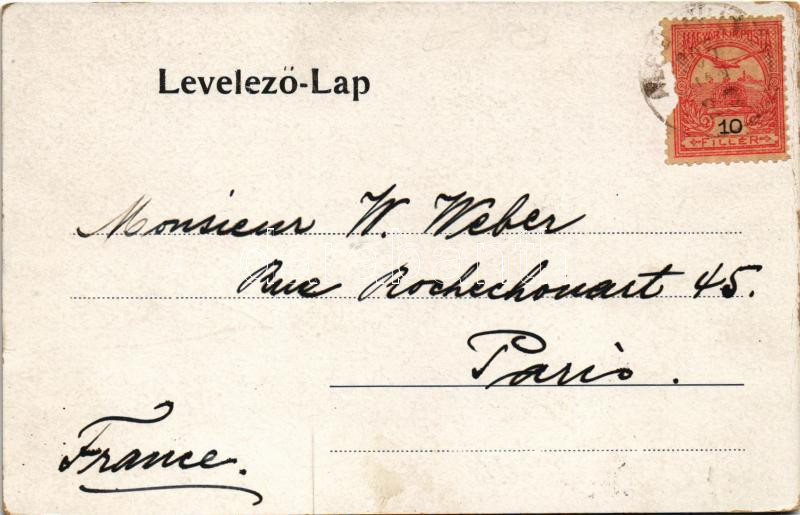 Levelező-Lap
MAGYAR KIR. POSTA
10
FILLÉR
Monsieur W. Weber
Rue Rochechouart 45.
Paris.
France.